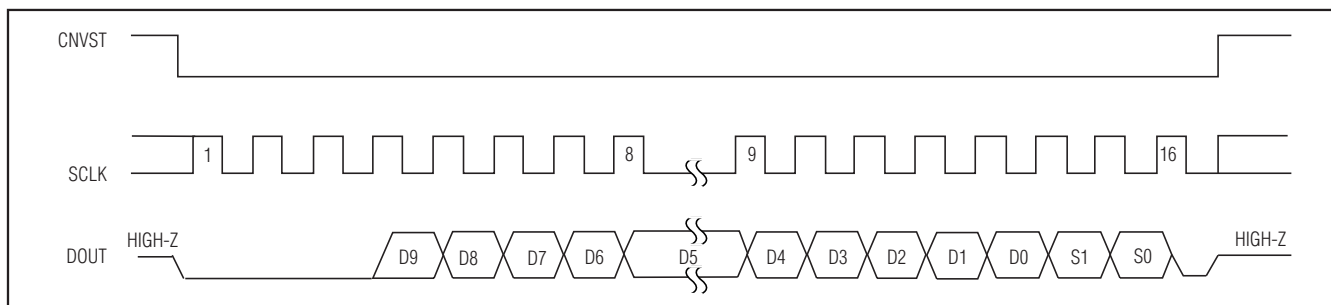 CNVST
1 8 9 16
SCLK
HIGH-Z HIGH-Z
DOUT D9 D8 D7 D6 D5 D4 D3 D2 D1 D0 S1 S0